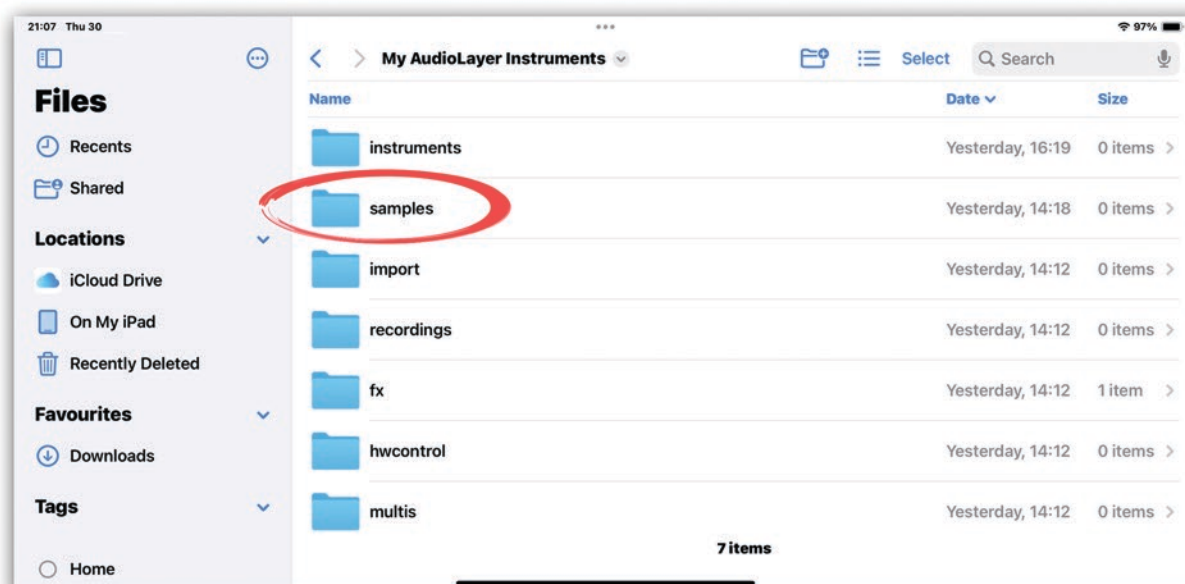 21:07 Thu 30
97%
Files
Recents
Shared
Locations
iCloud Drive
On My iPad
Recently Deleted
Favourites
Downloads
Tags
Home
My AudioLayer Instruments
Select
Search
Name Date Size
instruments Yesterday, 16:19 0 items
samples Yesterday, 14:18 0 items
import Yesterday, 14:12 0 items
recordings Yesterday, 14:12 0 items
fx Yesterday, 14:12 1 item
hwcontrol Yesterday, 14:12 0 items
multis Yesterday, 14:12 0 items
7 items